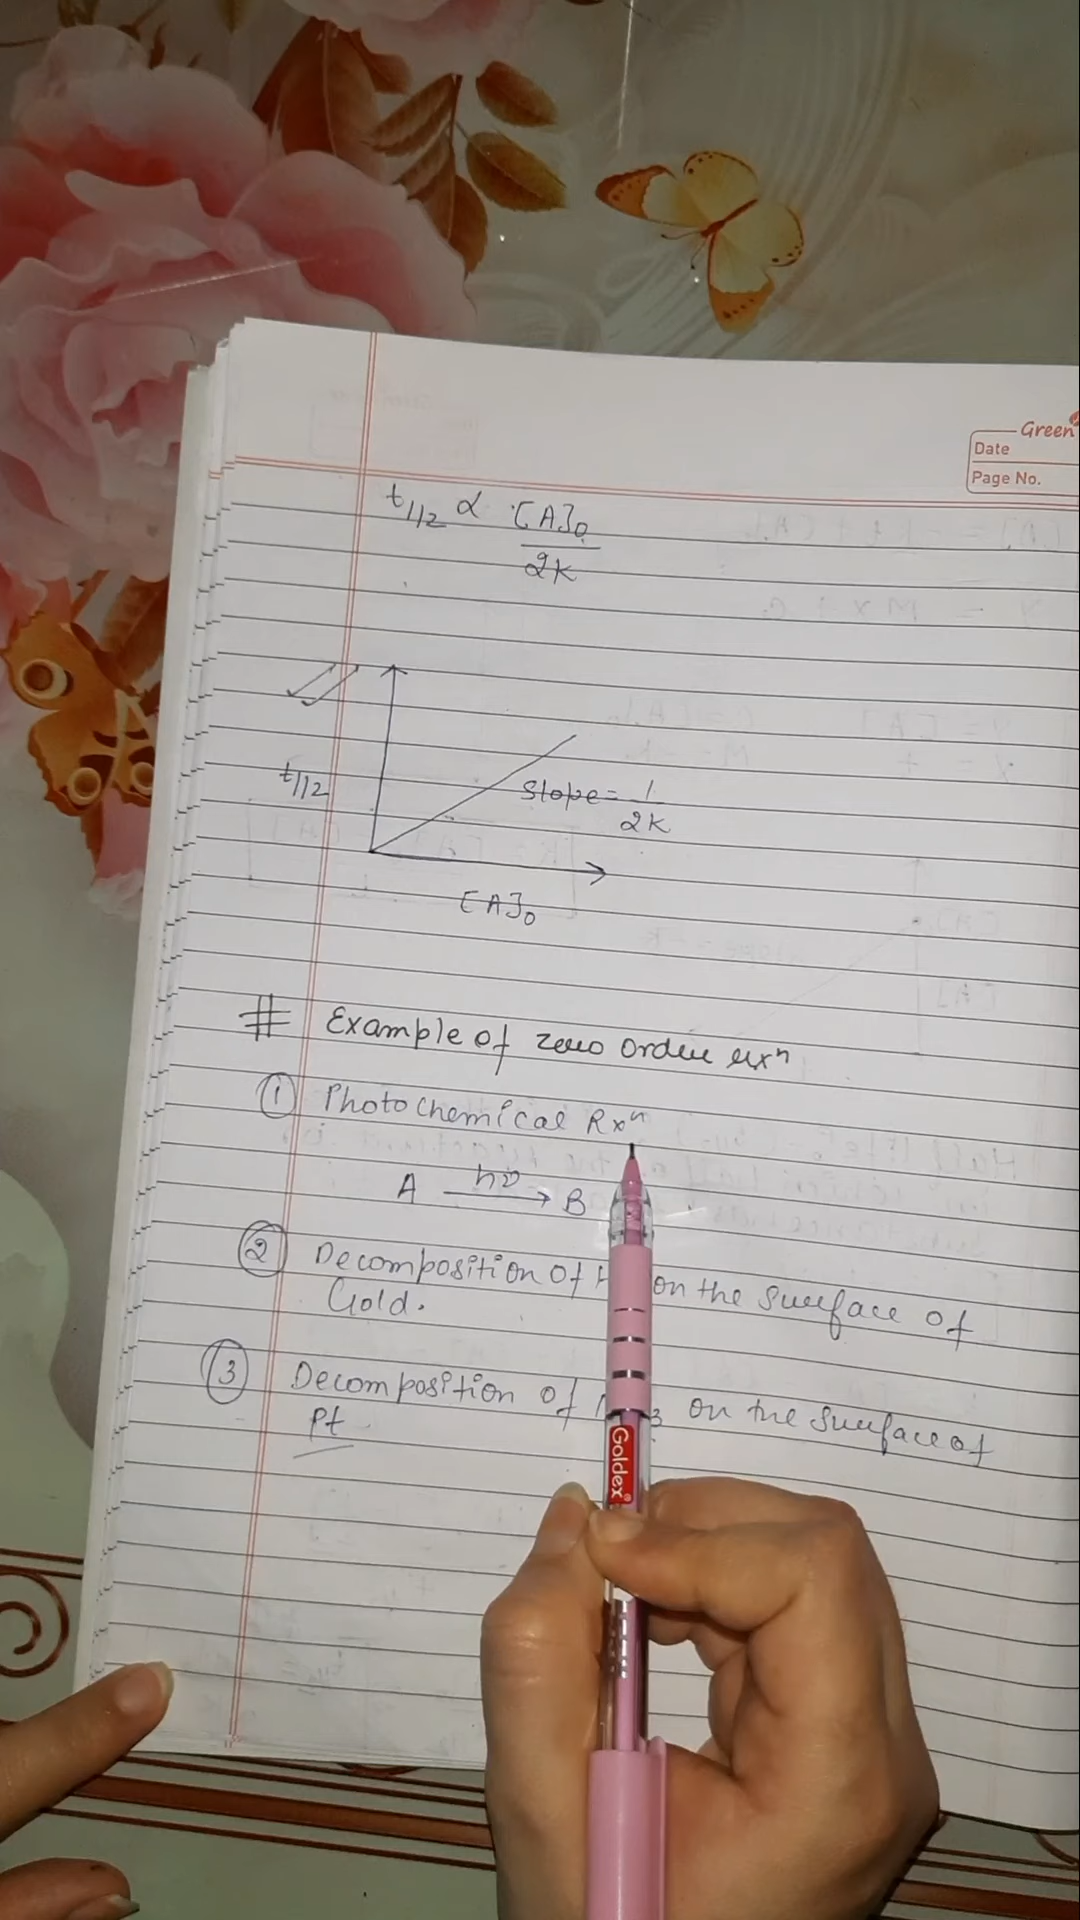 Green
Date
Page No.
t1/2 α [A]0
2K
t1/2
Slope = 1
2K
[A]0
# Example of zero order rxn
① Photochemical Rxn
A hν → B
② Decomposition of on the surface of
Gold.
③ Decomposition of 3 on the surface of
Pt
Goldex